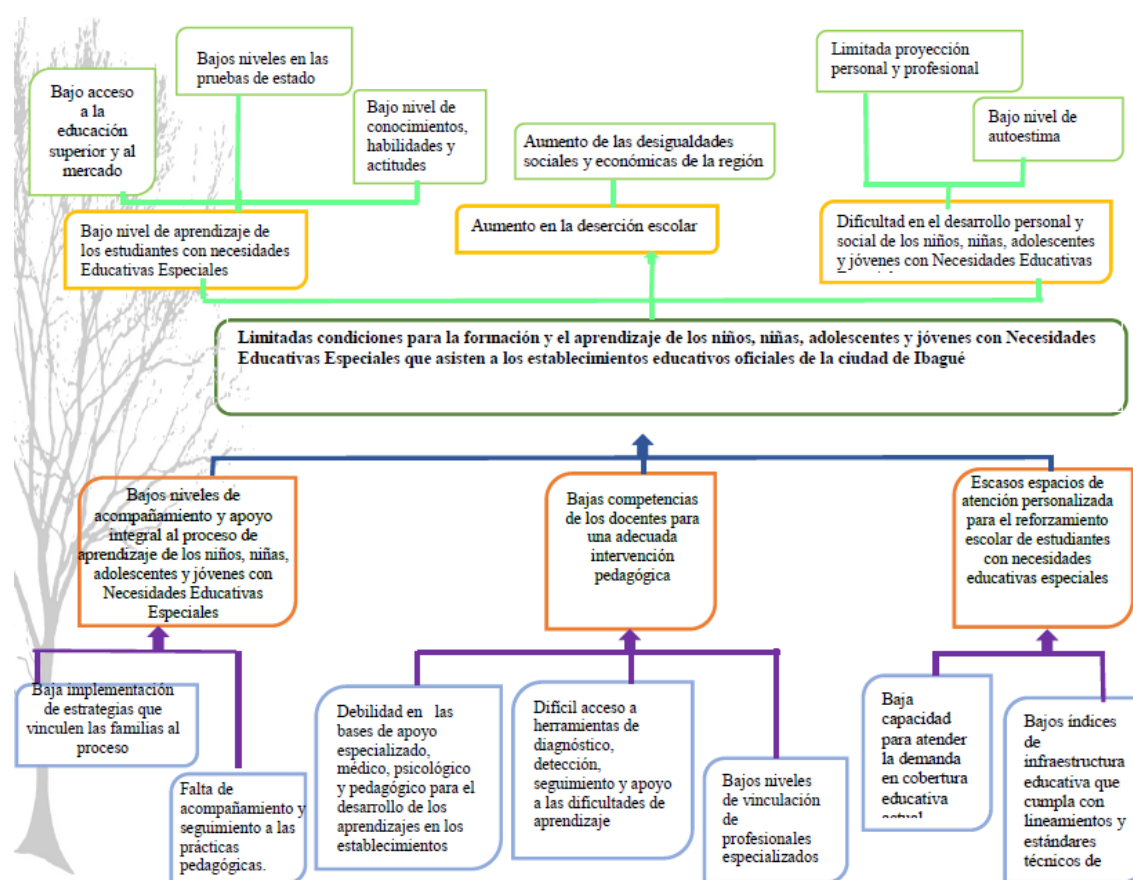 Bajos niveles en las
pruebas de estado
Limitada proyección
personal y profesional
Bajo acceso
a la
educación
superior y al
mercado
Bajo nivel de
conocimientos,
habilidades y
actitudes
Aumento de las desigualdades
sociales y económicas de la región
Bajo nivel de
autoestima
Bajo nivel de aprendizaje de
los estudiantes con necesidades
Educativas Especiales
Aumento en la deserción escolar
Dificultad en el desarrollo personal y
social de los niños, niñas, adolescentes
y jóvenes con Necesidades Educativas
Limitadas condiciones para la formación y el aprendizaje de los niños, niñas, adolescentes y jóvenes con Necesidades
Educativas Especiales que asisten a los establecimientos educativos oficiales de la ciudad de Ibagué
Bajos niveles de
acompañamiento y apoyo
integral al proceso de
aprendizaje de los niños, niñas,
adolescentes y jóvenes con
Necesidades Educativas
Especiales
Bajas competencias
de los docentes para
una adecuada
intervención
pedagógica
Escasos espacios de
atención personalizada
para el reforzamiento
escolar de estudiantes
con necesidades
educativas especiales
Baja implementación
de estrategias que
vinculen las familias al
proceso
Falta de
acompañamiento y
seguimiento a las
prácticas
pedagógicas.
Debilidad en las
bases de apoyo
especializado,
médico, psicológico
y pedagógico para el
desarrollo de los
aprendizajes en los
establecimientos
Difícil acceso a
herramientas de
diagnóstico,
detección,
seguimiento y apoyo
a las dificultades de
aprendizaje
Bajos niveles
de vinculación
de
profesionales
especializados
Baja
capacidad
para atender
la demanda
en cobertura
educativa
actual
Bajos índices
de
infraestructura
educativa que
cumpla con
lineamientos y
estándares
técnicos de